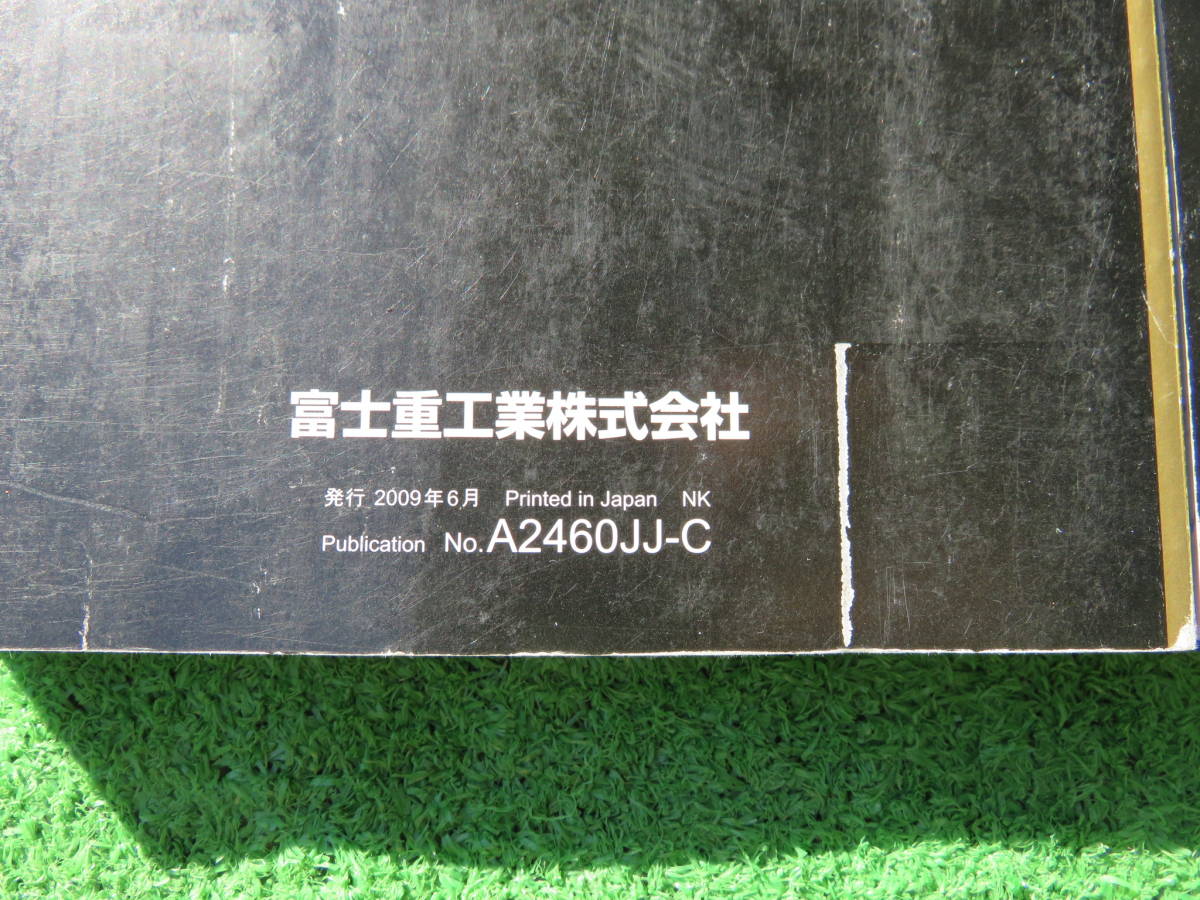 富士重工業株式会社
発行 2009年6月 Printed in Japan NK
Publication No.A2460JJ-C